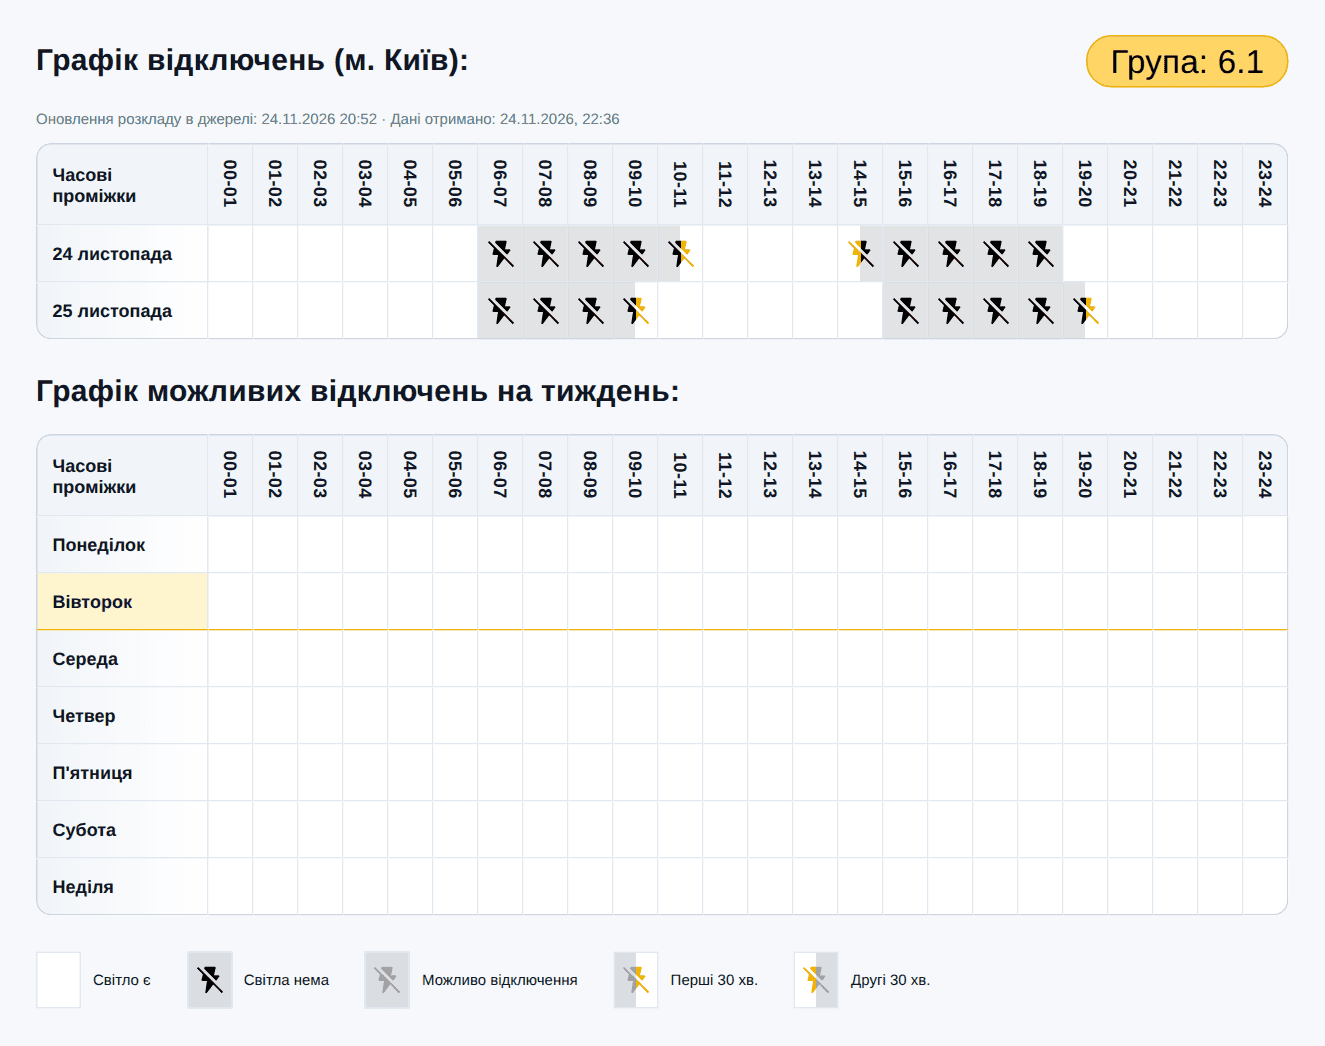 Графік відключень (м. Київ):
Група: 6.1
Оновлення розкладу в джерелі: 24.11.2026 20:52 · Дані отримано: 24.11.2026, 22:36
Часові проміжки 00-01 01-02 02-03 03-04 04-05 05-06 06-07 07-08 08-09 09-10 10-11 11-12 12-13 13-14 14-15 15-16 16-17 17-18 18-19 19-20 20-21 21-22 22-23 23-24
24 листопада
25 листопада
Графік можливих відключень на тиждень:
Часові проміжки 00-01 01-02 02-03 03-04 04-05 05-06 06-07 07-08 08-09 09-10 10-11 11-12 12-13 13-14 14-15 15-16 16-17 17-18 18-19 19-20 20-21 21-22 22-23 23-24
Понеділок
Вівторок
Середа
Четвер
П'ятниця
Субота
Неділя
Світло є Світла нема Можливо відключення Перші 30 хв. Другі 30 хв.